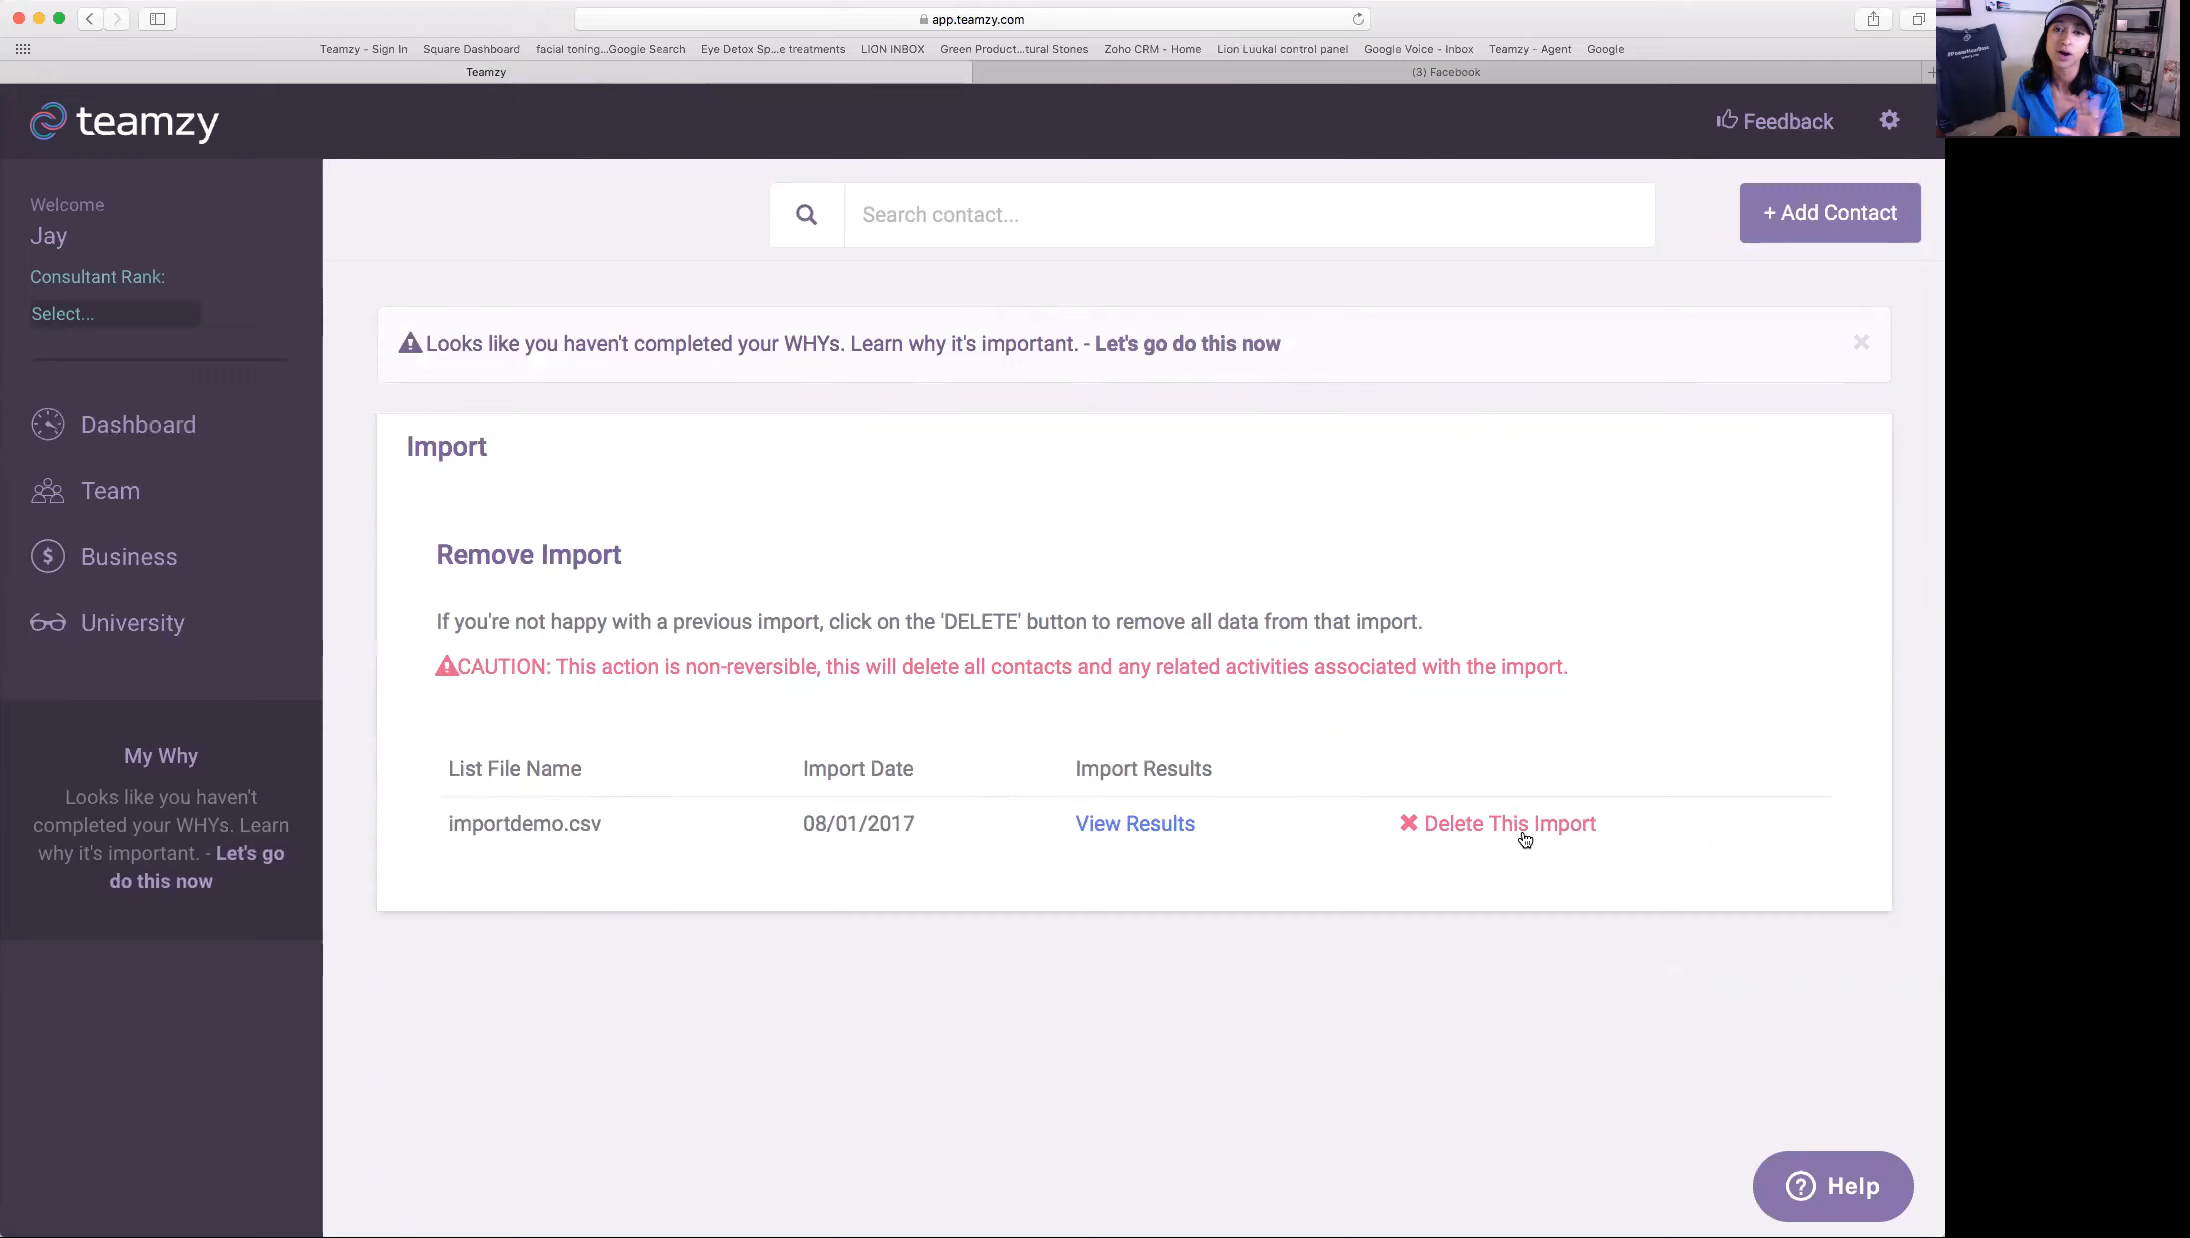 app.teamzy.com
Teamzy - Sign In
Square Dashboard
facial toning...Google Search
Eye Detox Sp...e treatments
LION INBOX
Green Product...tural Stones
Zoho CRM - Home
Lion Luukal control panel
Google Voice - Inbox
Teamzy - Agent
Google
Teamzy
(3) Facebook
teamzy
Feedback
Welcome
Jay
Consultant Rank:
Select...
Search contact...
+ Add Contact
Looks like you haven't completed your WHYs. Learn why it's important. - Let's go do this now
Dashboard
Team
Business
University
My Why
Looks like you haven't
completed your WHYs. Learn
why it's important. - Let's go
do this now
Import
Remove Import
If you're not happy with a previous import, click on the 'DELETE' button to remove all data from that import.
CAUTION: This action is non-reversible, this will delete all contacts and any related activities associated with the import.
List File Name
Import Date
Import Results
importdemo.csv
08/01/2017
View Results
Delete This Import
Help